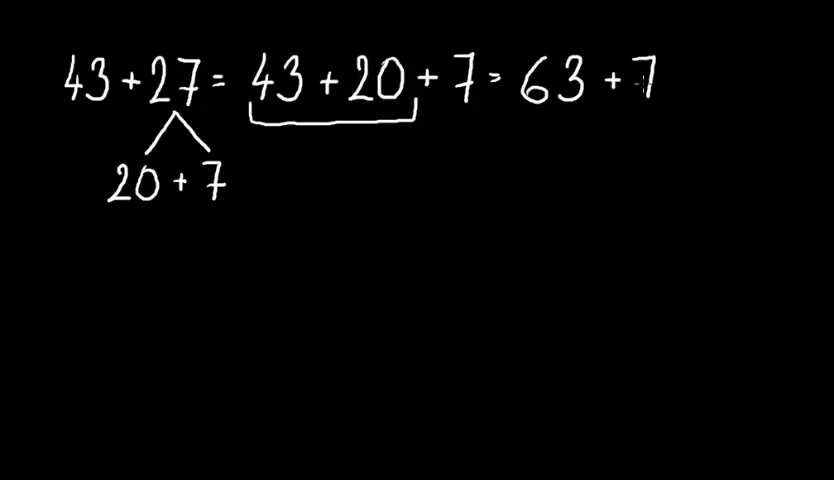 43 + 27 = 43 + 20 + 7 = 63 + 7
20 + 7